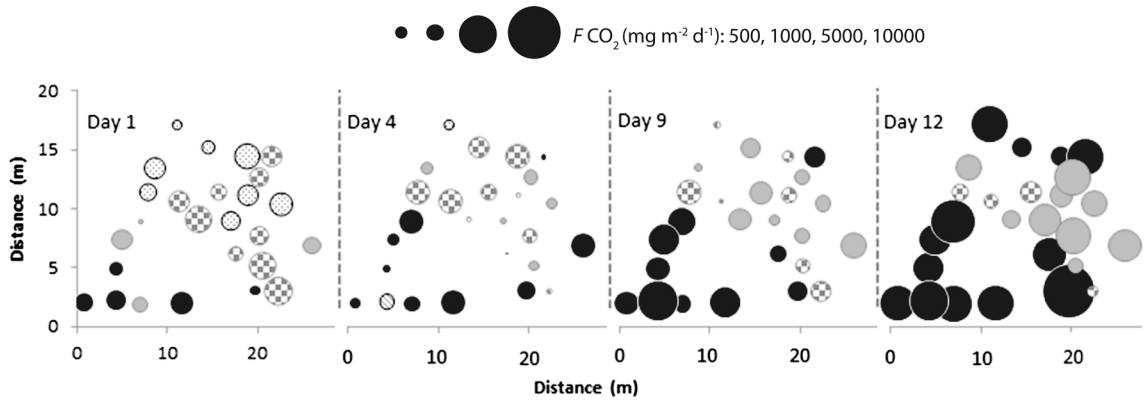 F CO2 (mg m-2 d-1): 500, 1000, 5000, 10000
20
15
10
5
0
Distance (m)
Day 1
Day 4
Day 9
Day 12
0 10 20 0 10 20 0 10 20 0 10 20
Distance (m)